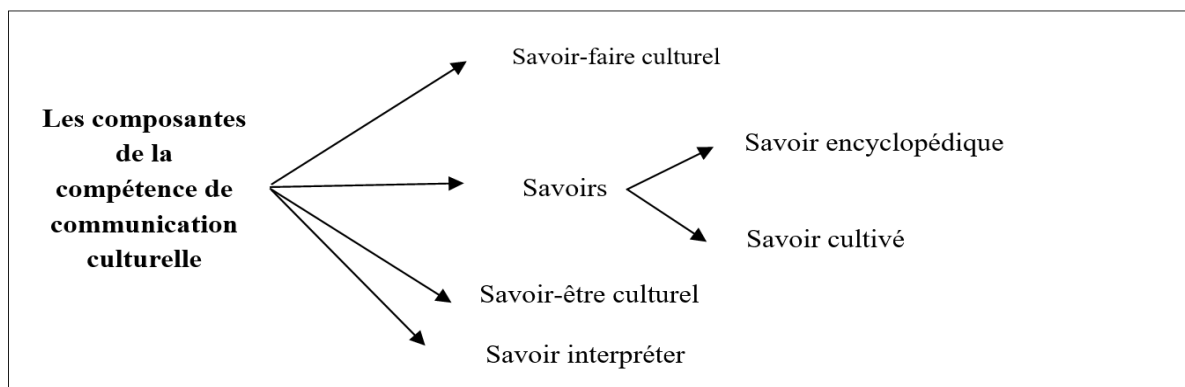 Les composantes
de la
compétence de
communication
culturelle
Savoir-faire culturel
Savoirs
Savoir encyclopédique
Savoir cultivé
Savoir-être culturel
Savoir interpréter